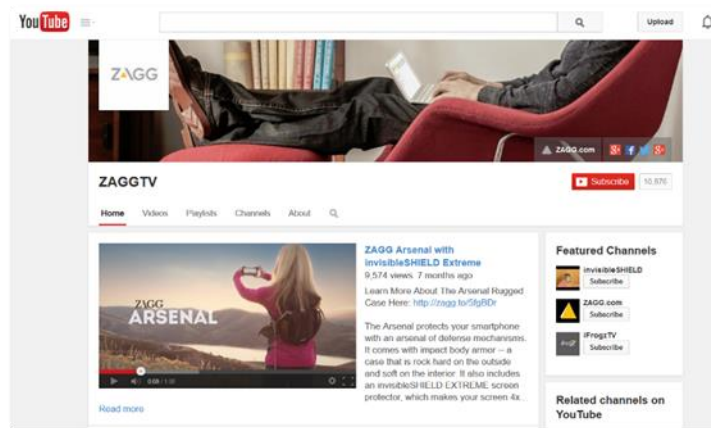 YouTube
Upload
ZAGG
ZAGG.com
ZAGGTV
Subscribe 10,876
Home Videos Playlists Channels About
ZAGG Arsenal with
invisibleSHIELD Extreme
9,574 views 7 months ago
Learn More About The Arsenal Rugged
Case Here: http://zagg.to/5fgBDr
The Arsenal protects your smartphone
with an arsenal of defense mechanisms.
It comes with impact body armor – a
case that is rock hard on the outside
and soft on the interior. It also includes
an invisibleSHIELD EXTREME screen
protector, which makes your screen 4x...
ZAGG
ARSENAL
Read more
Featured Channels
invisibleSHIELD
Subscribe
ZAGG.com
Subscribe
iFrogzTV
Subscribe
Related channels on
YouTube